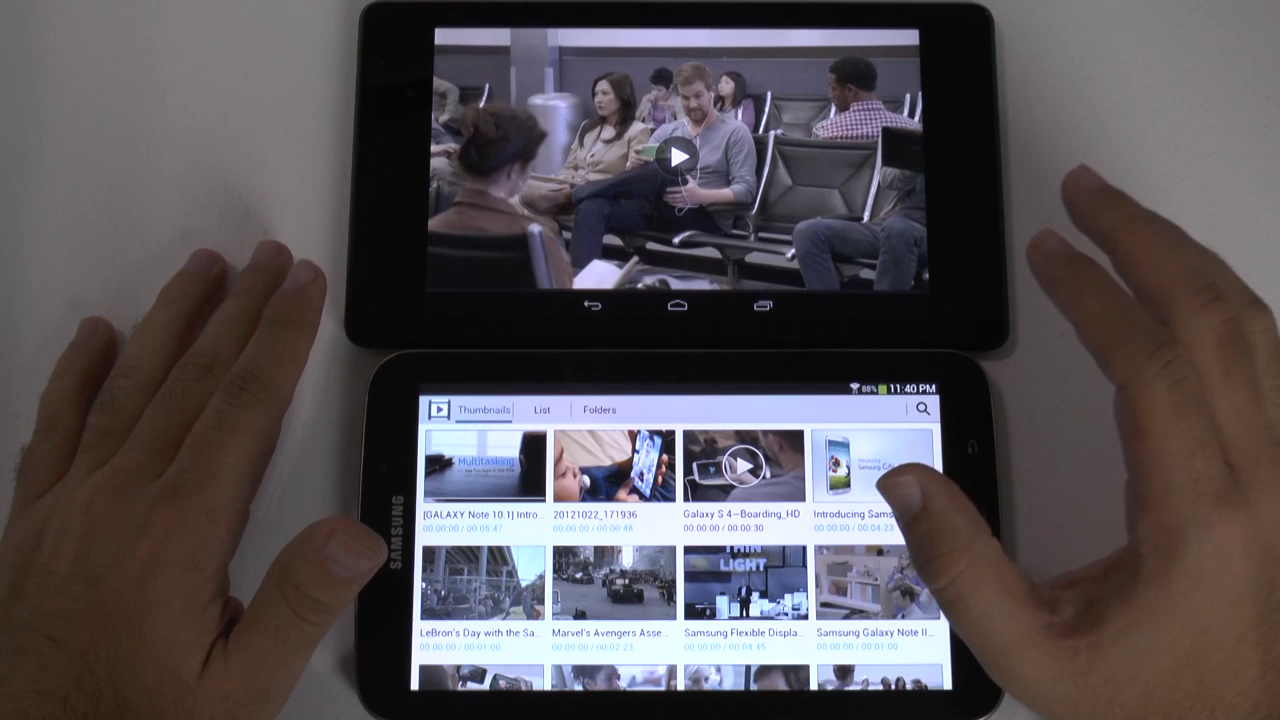 88% 11:40 PM
Thumbnails List Folders
Multitasking
Introducing
[GALAXY Note 10.1] Intro...
20121022_171936
Galaxy S 4–Boarding_HD
Introducing Sams
00:00:00 / 00:05:47
00:00:00 / 00:00:48
00:00:00 / 00:00:30
00:00:00 / 00:04:23
SAMSUNG
THIN
LIGHT
LeBron's Day with the Sa...
Marvel's Avengers Asse...
Samsung Flexible Displa...
Samsung Galaxy Note II...
00:00:00 / 00:01:00
00:00:00 / 00:02:23
00:00:00 / 00:04:45
00:00:00 / 00:01:00